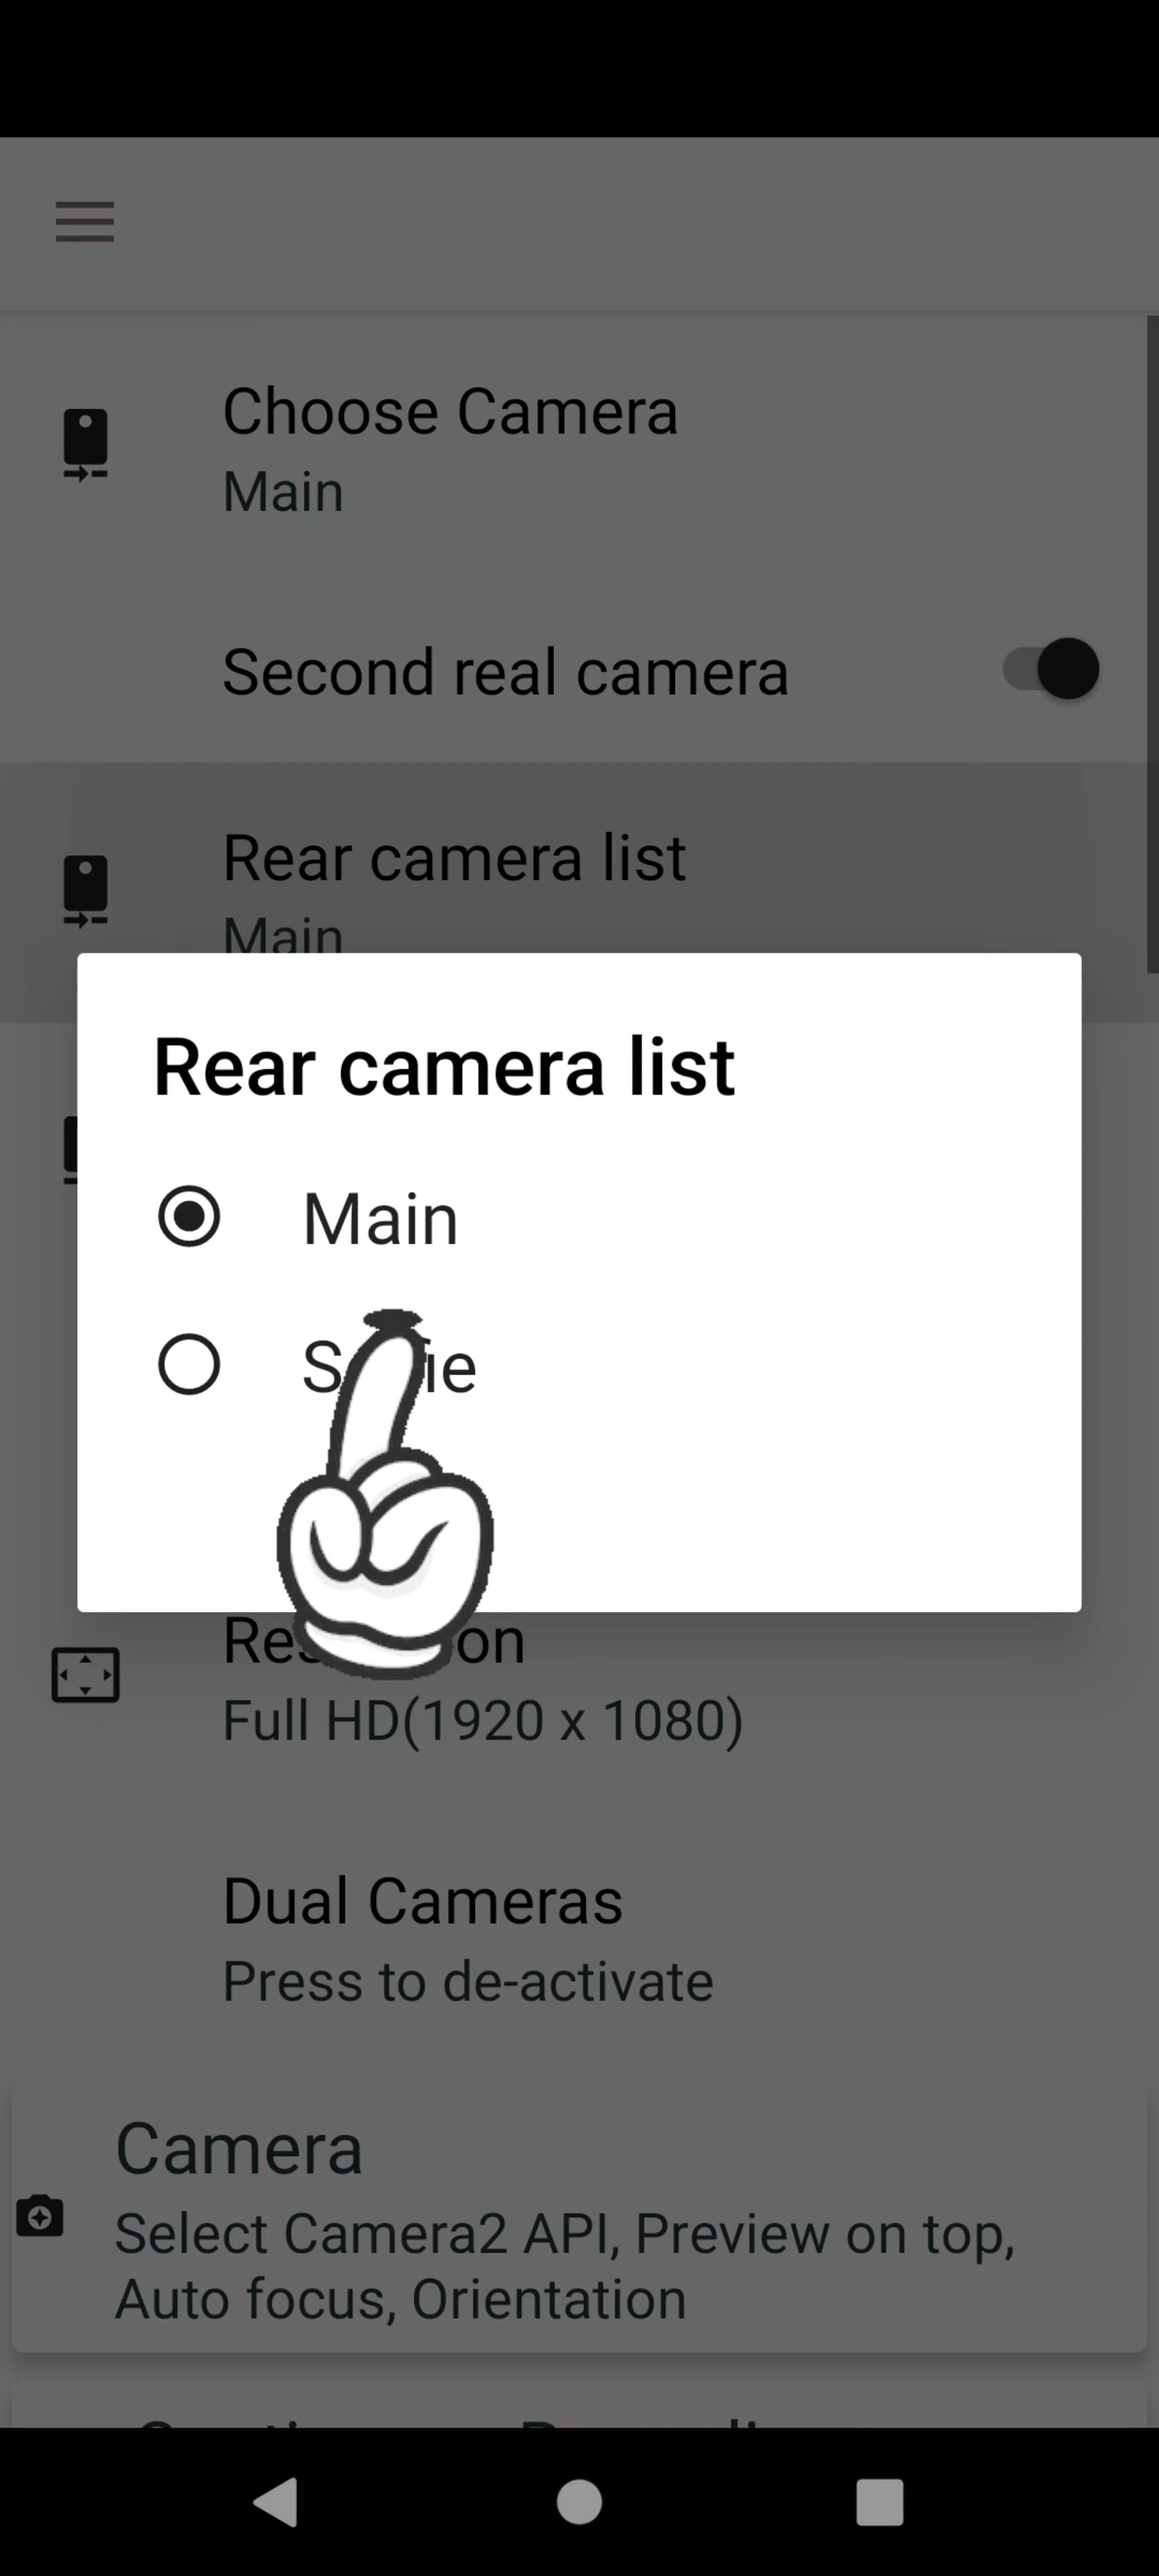 Choose Camera
Main
Second real camera
Rear camera list
Main
Rear camera list
Main
Full HD(1920 x 1080)
Dual Cameras
Press to de-activate
Camera
Select Camera2 API, Preview on top,
Auto focus, Orientation